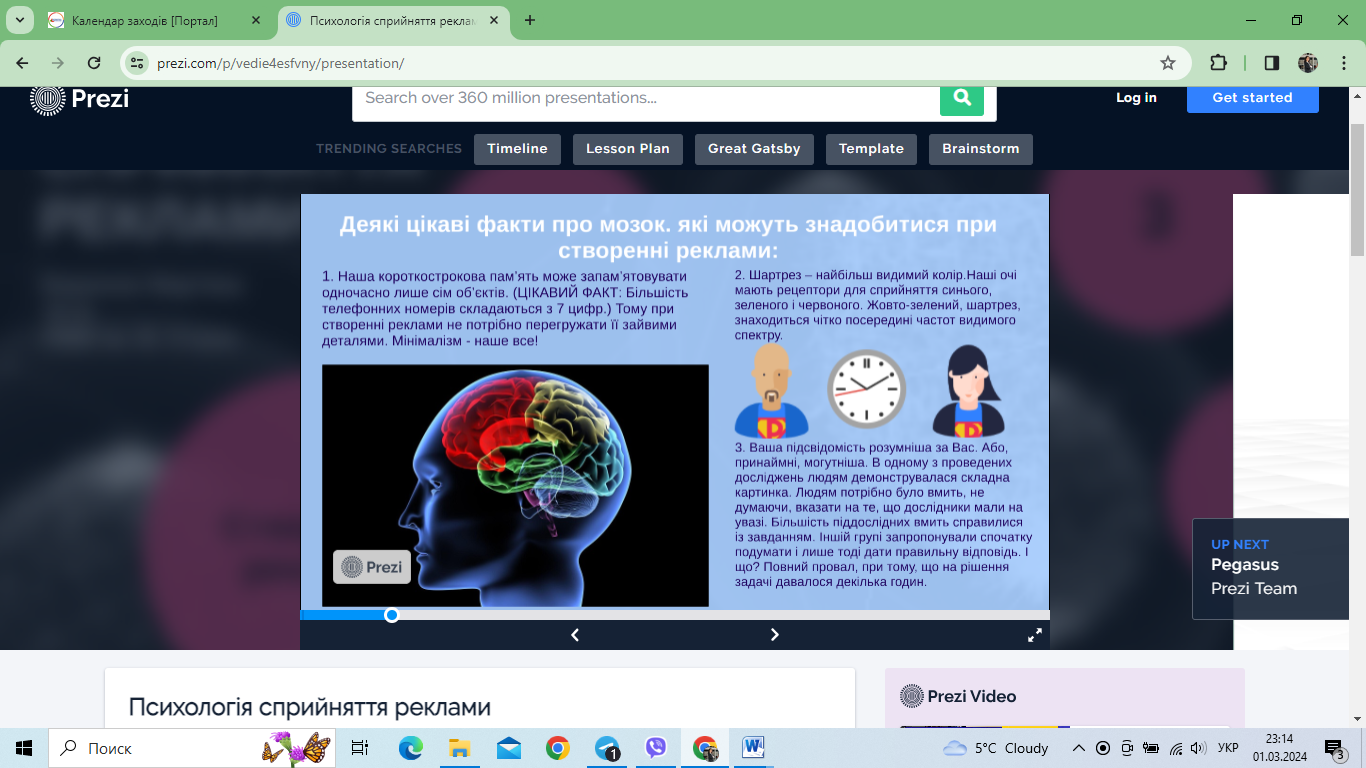 Календар заходів [Портал]
Психологія сприйняття реклам
prezi.com/p/vedie4esfvny/presentation/
Prezi
Search over 360 million presentations...
Log in
Get started
TRENDING SEARCHES
Timeline
Lesson Plan
Great Gatsby
Template
Brainstorm
Деякі цікаві факти про мозок. які можуть знадобитися при
створенні реклами:
1. Наша короткострокова пам'ять може запам'ятовувати
одночасно лише сім об'єктів. (ЦІКАВИЙ ФАКТ: Більшість
телефонних номерів складаються з 7 цифр.) Тому при
створенні реклами не потрібно перегружати її зайвими
деталями. Мінімалізм - наше все!
Prezi
2. Шартрез – найбільш видимий колір.Наші очі
мають рецептори для сприйняття синього,
зеленого і червоного. Жовто-зелений, шартрез,
знаходиться чітко посередині частот видимого
спектру.
3. Ваша підсвідомість розумніша за Вас. Або,
принаймні, могутніша. В одному з проведених
досліджень людям демонструвалася складна
картинка. Людям потрібно було вмить, не
думаючи, вказати на те, що дослідники мали на
увазі. Більшість піддослідних вмить справилися
із завданням. Іншій групі запропонували спочатку
подумати і лише тоді дати правильну відповідь. І
що? Повний провал, при тому, що на рішення
задачі давалося декілька годин.
UP NEXT
Pegasus
Prezi Team
Психологія сприйняття реклами
Prezi Video
Поиск
1
5°C Cloudy
УКР
23:14
01.03.2024
3